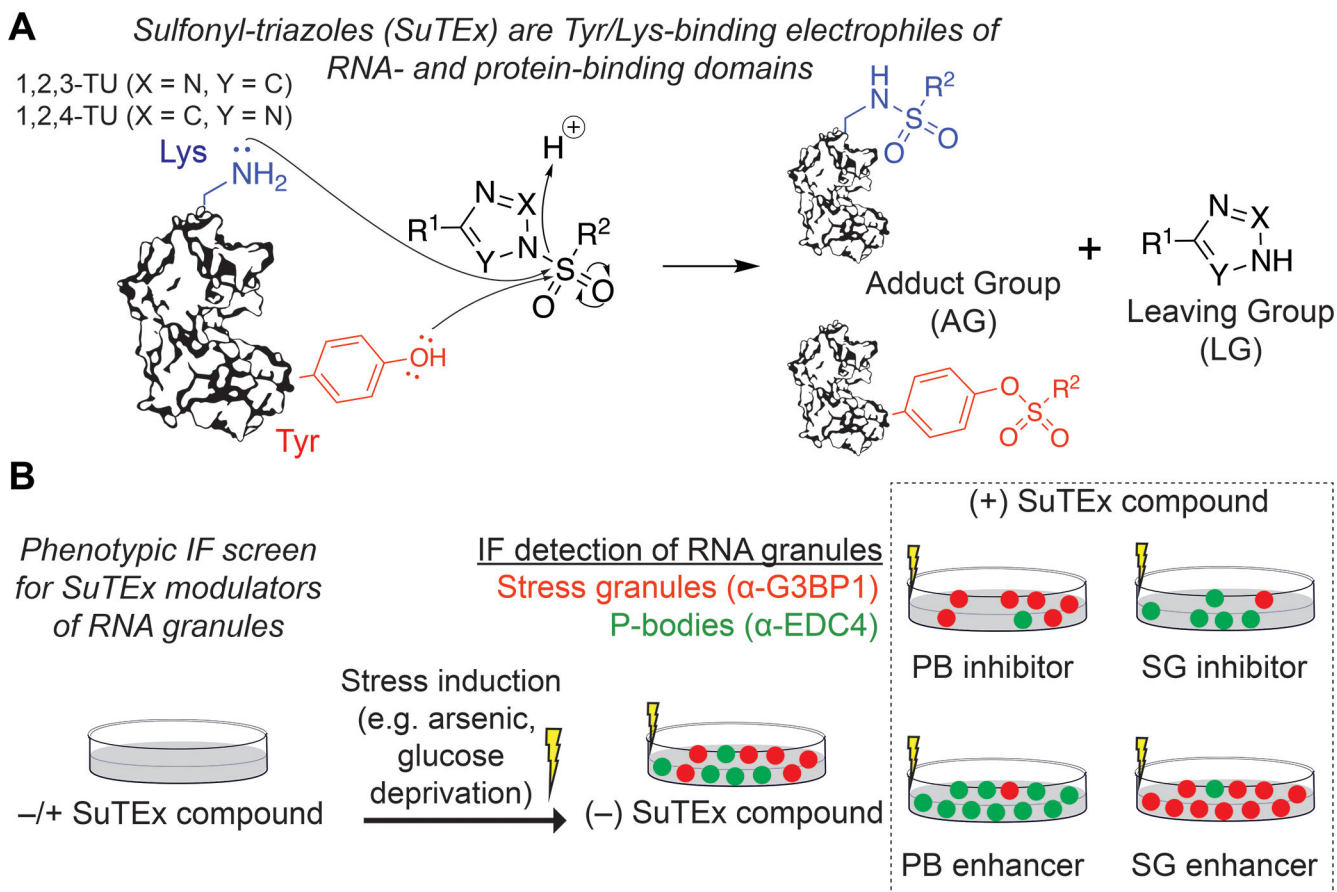 A
Sulfonyl-triazoles (SuTEx) are Tyr/Lys-binding electrophiles of
RNA- and protein-binding domains
1,2,3-TU (X = N, Y = C)
1,2,4-TU (X = C, Y = N)
Lys
NH2
Tyr
OH
H
+
N
X
R1
N
Y
R2
S
O
O
H
N
R2
S
O
O
Adduct Group
(AG)
O
R2
S
O
O
+
N
X
R1
Y
NH
Leaving Group
(LG)
B
Phenotypic IF screen
for SuTEx modulators
of RNA granules
–/+ SuTEx compound
Stress induction
(e.g. arsenic,
glucose
deprivation)
IF detection of RNA granules
Stress granules (α-G3BP1)
P-bodies (α-EDC4)
(–) SuTEx compound
(+) SuTEx compound
PB inhibitor
SG inhibitor
PB enhancer
SG enhancer